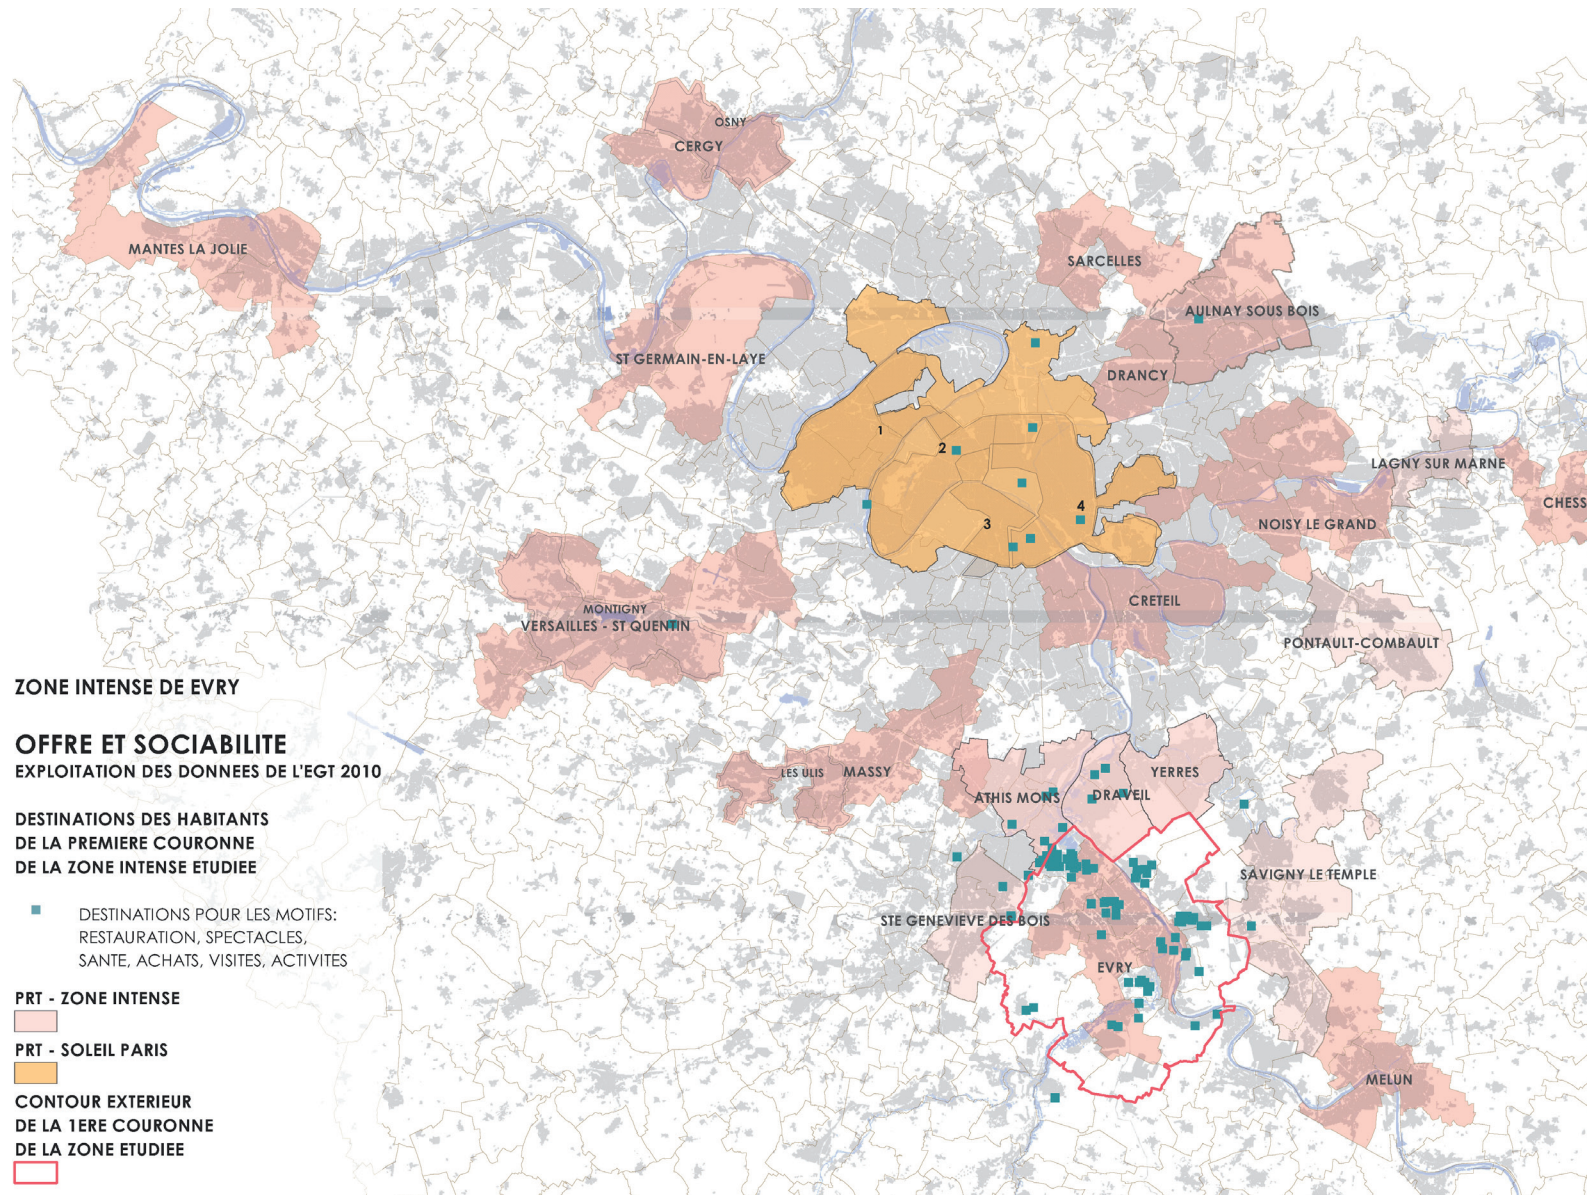 OSNY
CERGY
MANTES LA JOLIE
SARCELLES
AULNAY SOUS BOIS
ST GERMAIN-EN-LAYE
DRANCY
1
2
LAGNY SUR MARNE
4
CHESS
3
NOISY LE GRAND
MONTIGNY
CRETEIL
VERSAILLES - ST QUENTIN
PONTAULT-COMBAULT
ZONE INTENSE DE EVRY
OFFRE ET SOCIABILITE
EXPLOITATION DES DONNEES DE L'EGT 2010
LES ULIS
MASSY
YERRES
ATHIS MONS
DRAVEIL
DESTINATIONS DES HABITANTS
DE LA PREMIERE COURONNE
DE LA ZONE INTENSE ETUDIEE
SAVIGNY LE TEMPLE
STE GENEVIEVE DES BOIS
DESTINATIONS POUR LES MOTIFS:
RESTAURATION, SPECTACLES,
SANTE, ACHATS, VISITES, ACTIVITES
EVRY
PRT - ZONE INTENSE
PRT - SOLEIL PARIS
MELUN
CONTOUR EXTERIEUR
DE LA 1ERE COURONNE
DE LA ZONE ETUDIEE